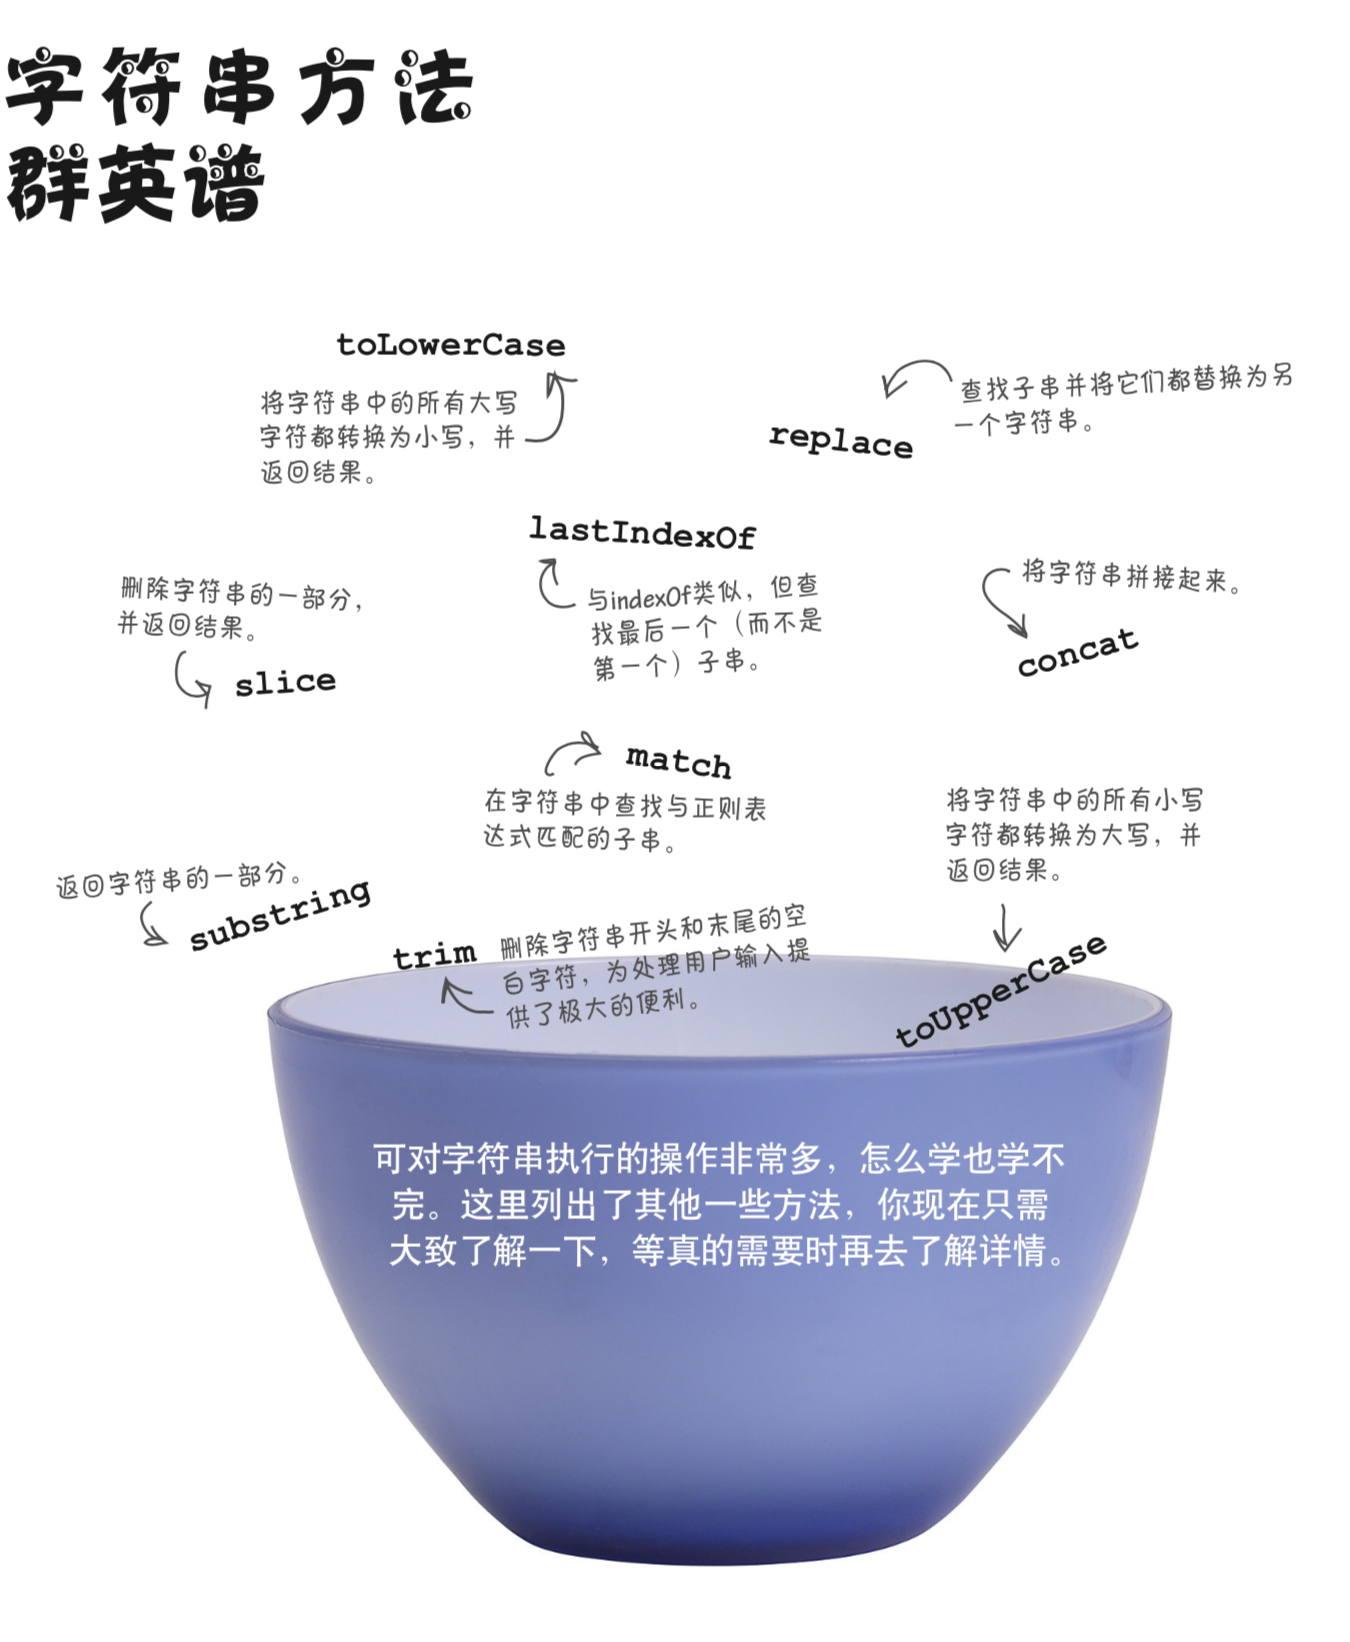 字符串方法
群英谱
toLowerCase
将字符串中的所有大写
字符都转换为小写，并
返回结果。
查找子串并将它们都替换为另
一个字符串。
replace
lastIndexOf
与indexOf类似，但查
找最后一个（而不是
第一个）子串。
删除字符串的一部分，
并返回结果。
slice
将字符串拼接起来。
concat
match
在字符串中查找与正则表
达式匹配的子串。
将字符串中的所有小写
字符都转换为大写，并
返回结果。
toUpperCase
返回字符串的一部分。
substring
trim
删除字符串开头和末尾的空
白字符，为处理用户输入提
供了极大的便利。
可对字符串执行的操作非常多，怎么学也学不
完。这里列出了其他一些方法，你现在只需
大致了解一下，等真的需要时再去了解详情。